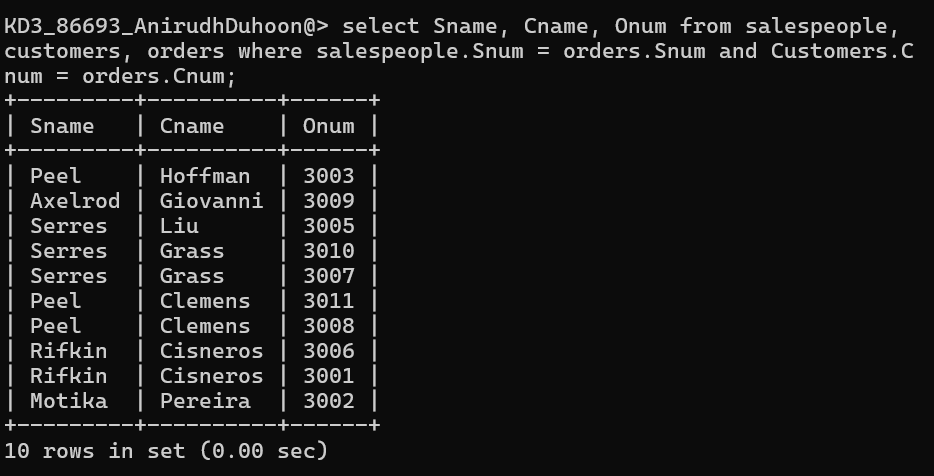 KD3_86693_AnirudhDuhoon@> select Sname, Cname, Onum from salespeople,
customers, orders where salespeople.Snum = orders.Snum and Customers.C
num = orders.Cnum;
+---------+----------+------+
| Sname   | Cname    | Onum |
+---------+----------+------+
| Peel    | Hoffman  | 3003 |
| Axelrod | Giovanni | 3009 |
| Serres  | Liu      | 3005 |
| Serres  | Grass    | 3010 |
| Serres  | Grass    | 3007 |
| Peel    | Clemens  | 3011 |
| Peel    | Clemens  | 3008 |
| Rifkin  | Cisneros | 3006 |
| Rifkin  | Cisneros | 3001 |
| Motika  | Pereira  | 3002 |
+---------+----------+------+
10 rows in set (0.00 sec)